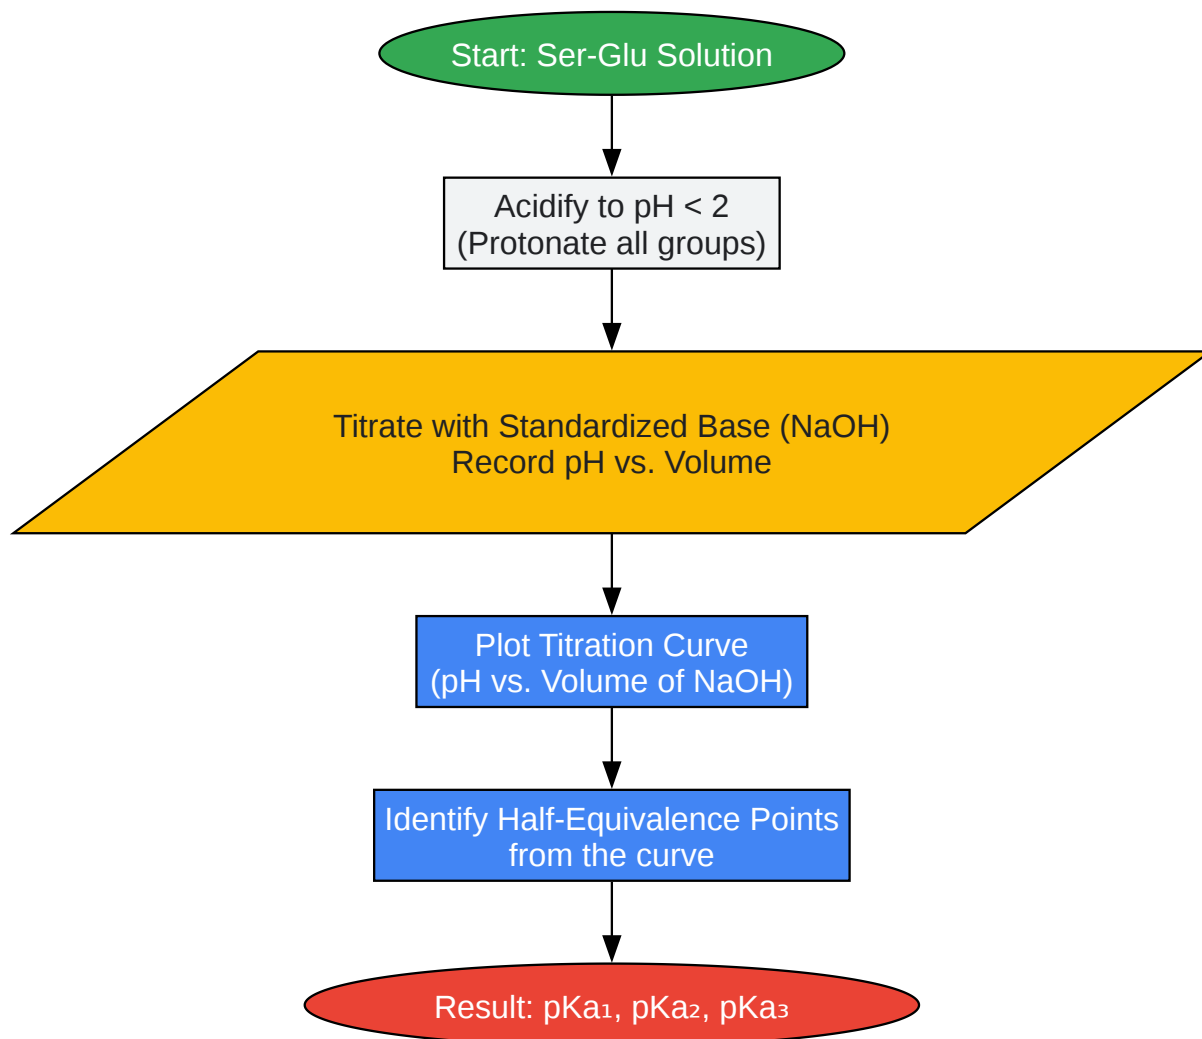 Start: Ser-Glu Solution
Acidify to pH < 2
(Protonate all groups)
Titrate with Standardized Base (NaOH)
Record pH vs. Volume
Plot Titration Curve
(pH vs. Volume of NaOH)
Identify Half-Equivalence Points
from the curve
Result: pKa₁, pKa₂, pKa₃